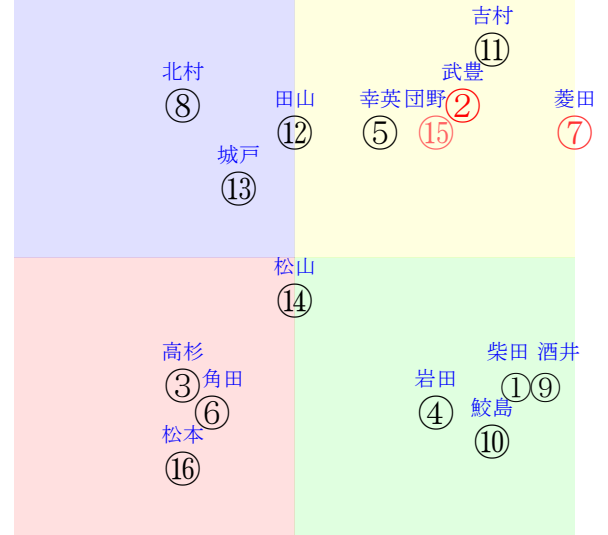 吉村
⑪
北村
⑧
武豊
②
田山
⑫
幸英
⑤
団野
⑮
菱田
⑦
城戸
⑬
松山
⑭
高杉
③
角田
⑥
松本
⑯
岩田
④
柴田
①
酒井
⑨
鮫島
⑩